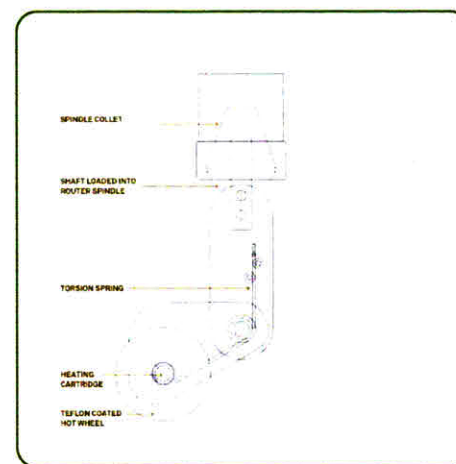 SPINDLE COLLET
SHAFT LOADED INTO
ROUTER SPINDLE
TORSION SPRING
HEATING
CARTRIDGE
TEFLON COATED
HOT WHEEL